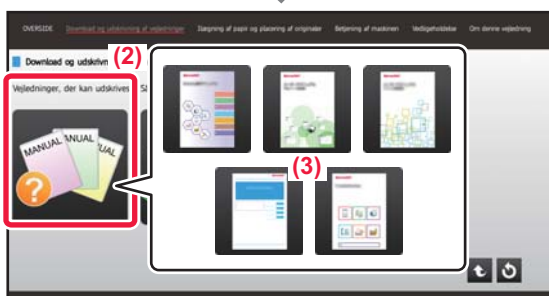 OVERSIDE Download og udskrivning af vejledninger Ilægning af papir og placering af originaler Betjening af maskinen Vedligeholdelse Om denne vejledning
Download og udskrivn
(2)
Vejledninger, der kan udskrives
MANUAL MANUAL
(3)